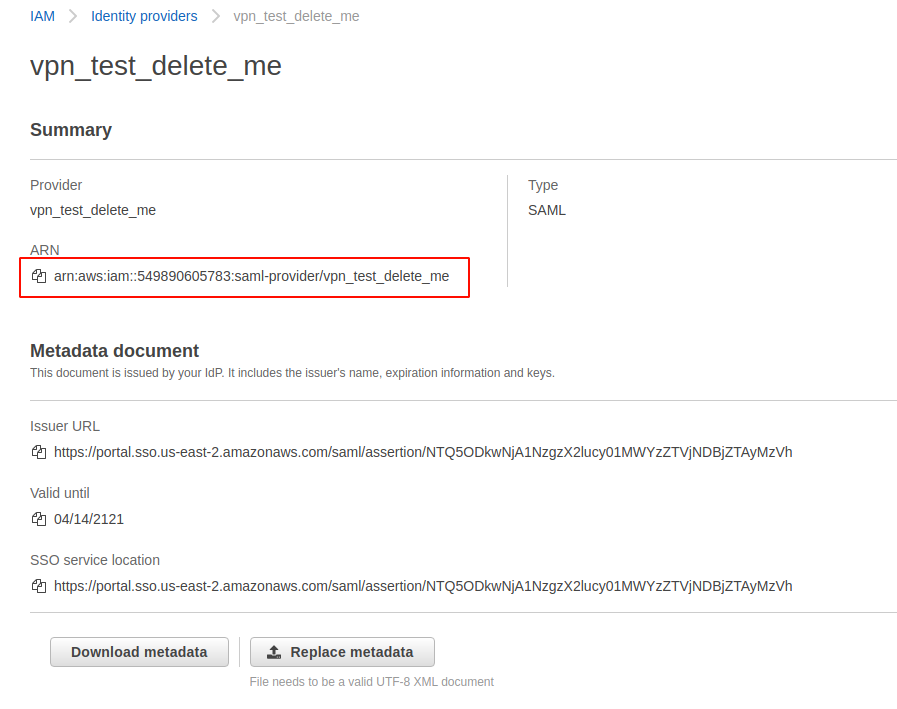 IAM > Identity providers > vpn_test_delete_me
vpn_test_delete_me
Summary
Provider
vpn_test_delete_me
Type
SAML
ARN
arn:aws:iam::549890605783:saml-provider/vpn_test_delete_me
Metadata document
This document is issued by your IdP. It includes the issuer's name, expiration information and keys.
Issuer URL
https://portal.sso.us-east-2.amazonaws.com/saml/assertion/NTQ5ODkwNjA1NzgzX2lucy01MWYzZTVjNDBjZTAyMzVh
Valid until
04/14/2121
SSO service location
https://portal.sso.us-east-2.amazonaws.com/saml/assertion/NTQ5ODkwNjA1NzgzX2lucy01MWYzZTVjNDBjZTAyMzVh
Download metadata
Replace metadata
File needs to be a valid UTF-8 XML document